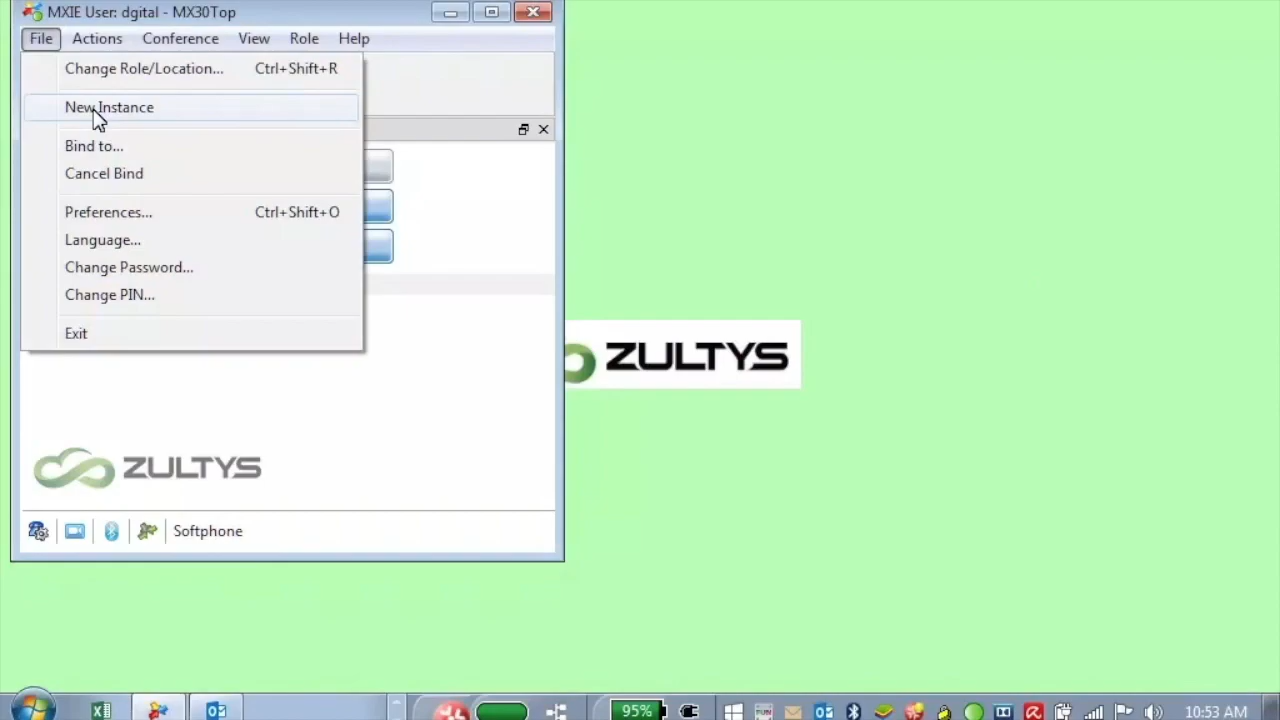 MXIE User: dgital - MX30Top
File Actions Conference View Role Help
Change Role/Location... Ctrl+Shift+R
New Instance
Bind to...
Cancel Bind
Preferences... Ctrl+Shift+O
Language...
Change Password...
Change PIN...
Exit
ZULTYS
ZULTYS
Softphone
95%
10:53 AM